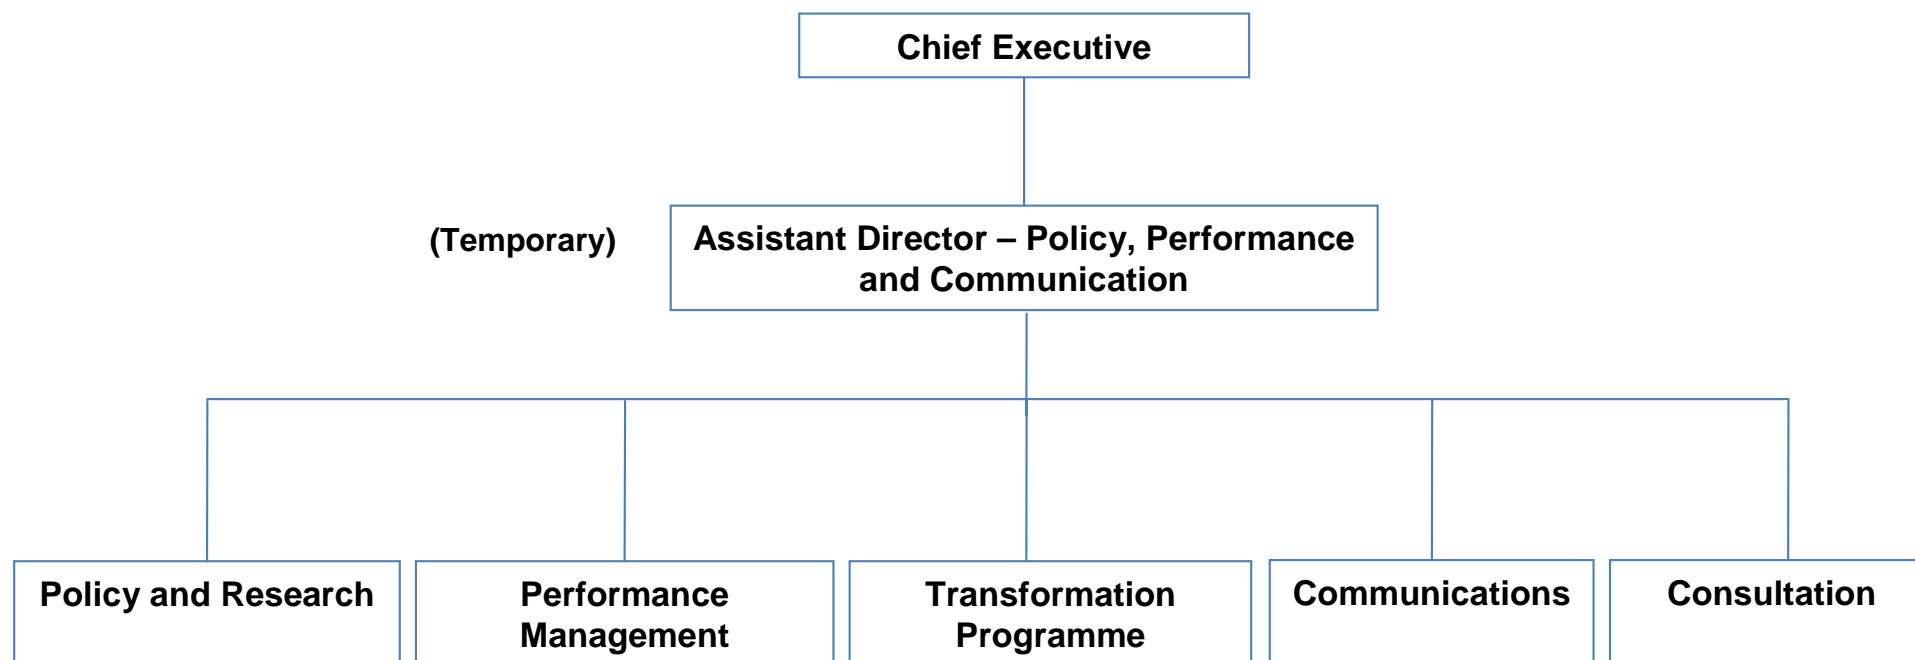 Chief Executive
(Temporary)
Assistant Director – Policy, Performance
and Communication
Policy and Research
Performance
Management
Transformation
Programme
Communications
Consultation